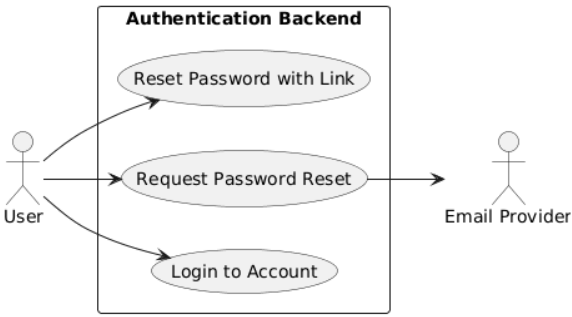 Authentication Backend
Reset Password with Link
Request Password Reset
Login to Account
User
Email Provider